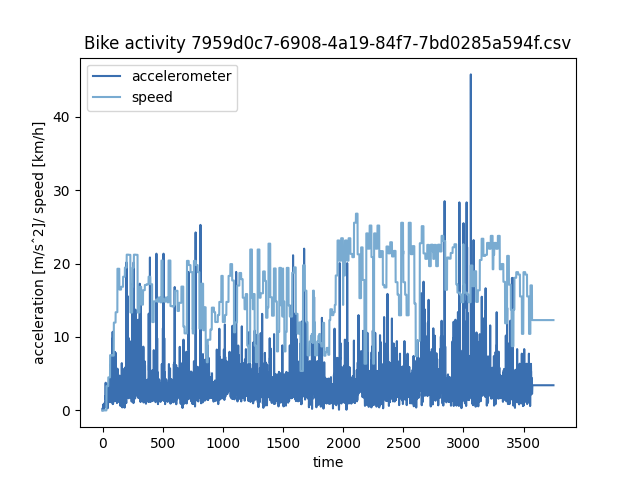 Bike activity 7959d0c7-6908-4a19-84f7-7bd0285a594f.csv
accelerometer
speed
acceleration [m/s^2]/ speed [km/h]
40
30
20
10
0
0 500 1000 1500 2000 2500 3000 3500
time